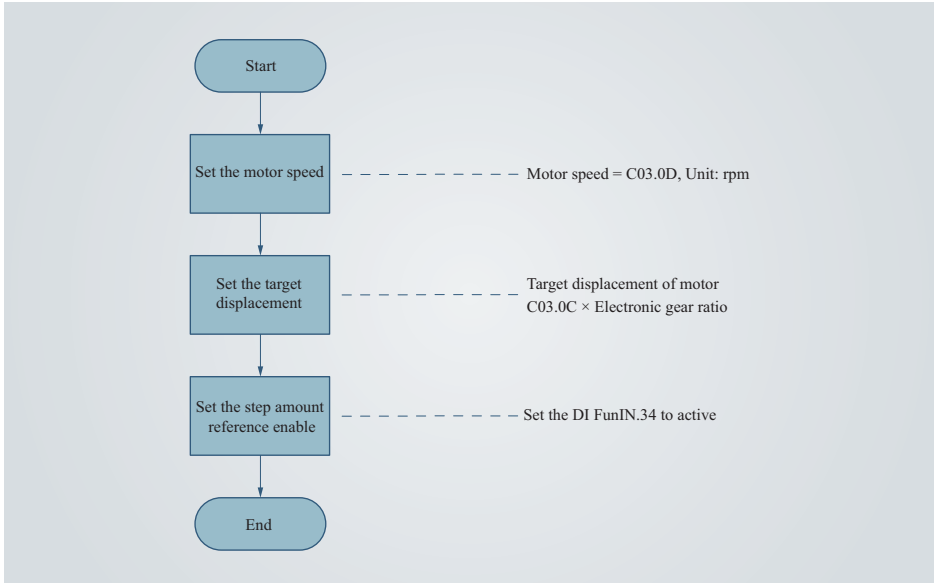 Start
Set the motor speed
Motor speed = C03.0D, Unit: rpm
Set the target
displacement
Target displacement of motor
C03.0C × Electronic gear ratio
Set the step amount
reference enable
Set the DI FunIN.34 to active
End